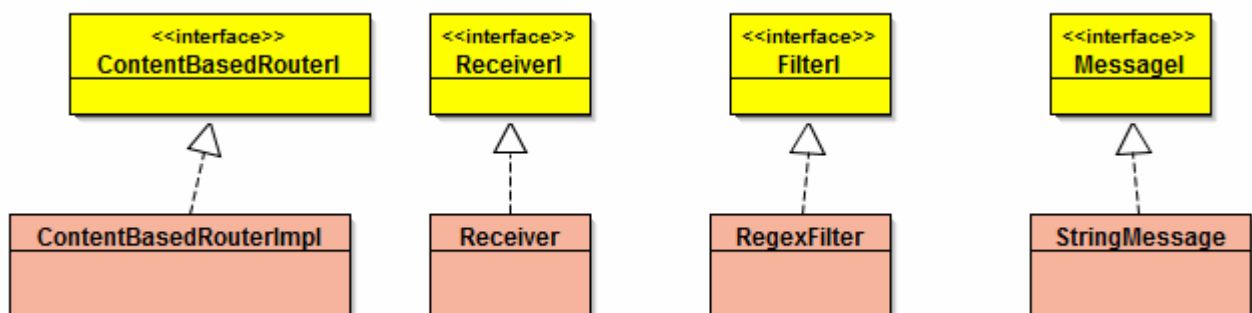 <<interface>>
ContentBasedRouterI
<<interface>>
ReceiverI
<<interface>>
FilterI
<<interface>>
MessageI
ContentBasedRouterImpl
Receiver
RegexFilter
StringMessage